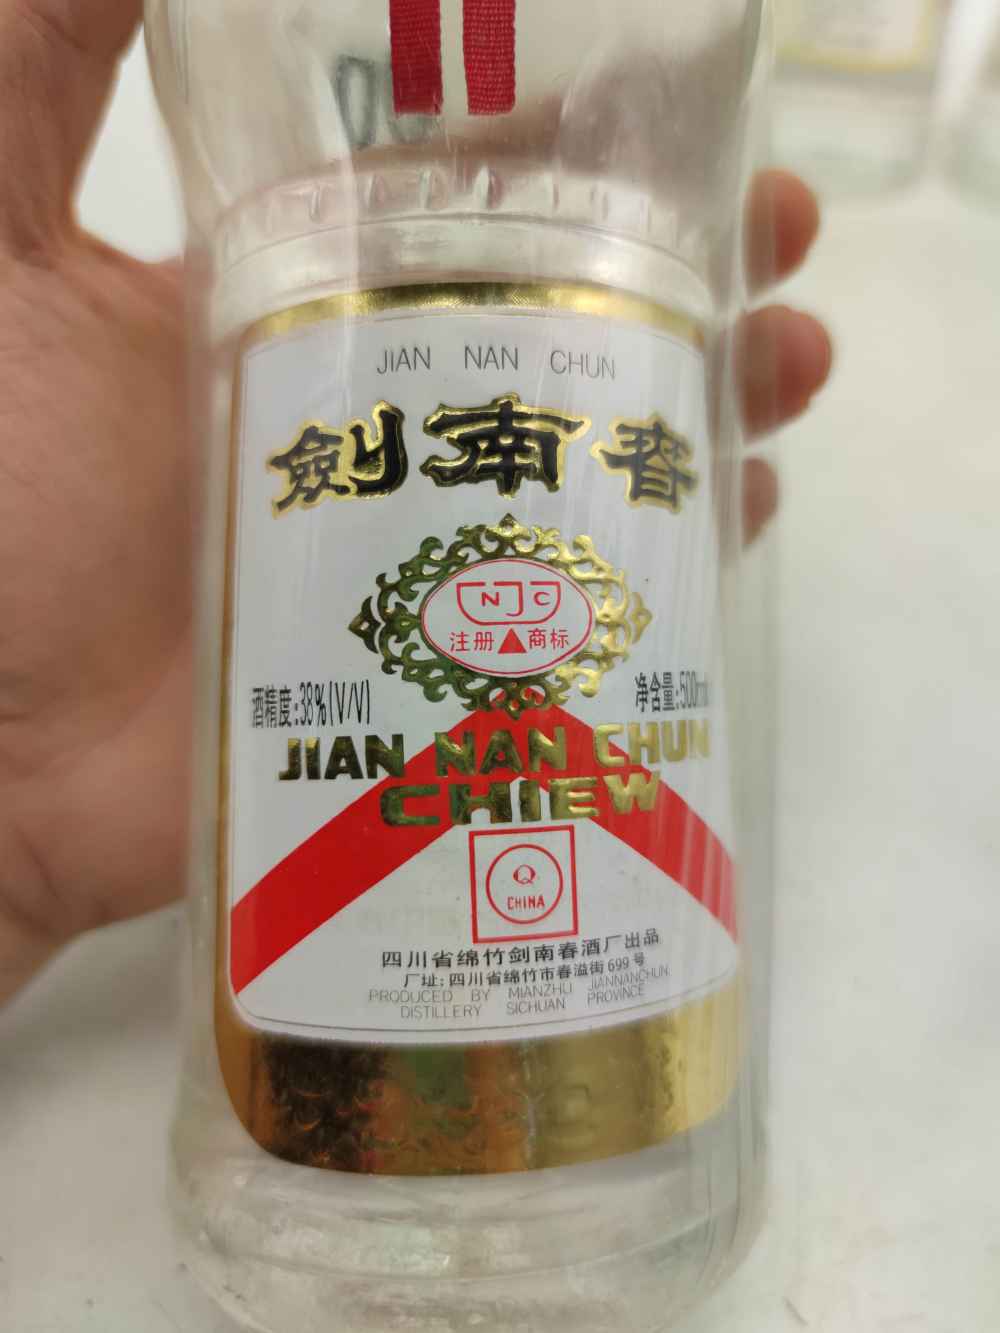 JIAN NAN CHUN
劍南春
NJC
注册 商标
酒精度:38%(V/V)
净含量:500ml
JIAN NAN CHUN
CHIEW
Q
CHINA
四川省绵竹剑南春酒厂出品
厂址:四川省绵竹市春溢街699号
PRODUCED BY MIANZHU JIANNANCHUN
DISTILLERY SICHUAN PROVINCE